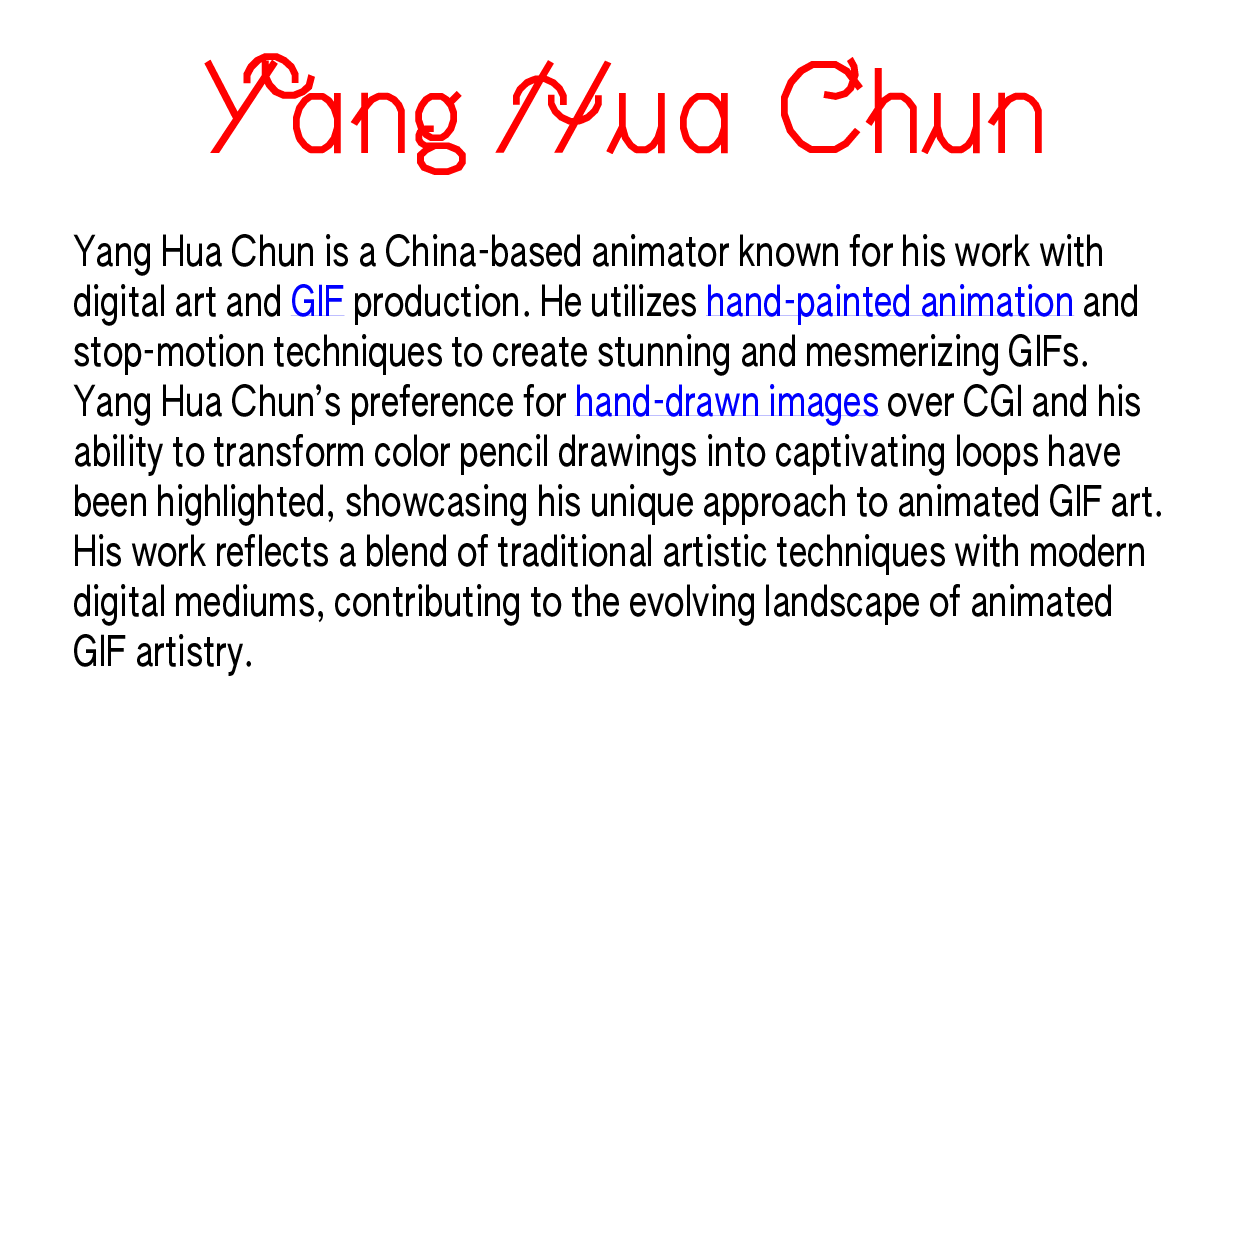 Yang Hua Chun
Yang Hua Chun is a China-based animator known for his work with
digital art and GIF production. He utilizes hand-painted animation and
stop-motion techniques to create stunning and mesmerizing GIFs.
Yang Hua Chun’s preference for hand-drawn images over CGI and his
ability to transform color pencil drawings into captivating loops have
been highlighted, showcasing his unique approach to animated GIF art.
His work reflects a blend of traditional artistic techniques with modern
digital mediums, contributing to the evolving landscape of animated
GIF artistry.